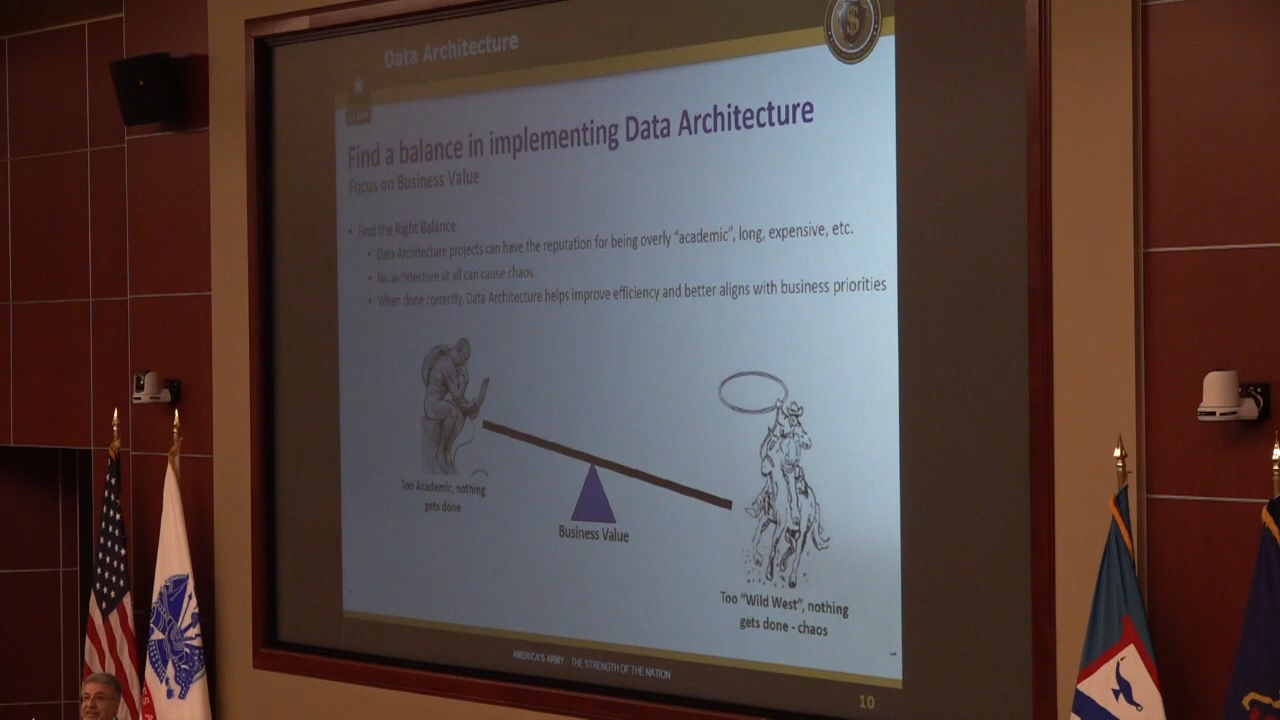 Data Architecture
$
Find a balance in implementing Data Architecture
Focus on Business Value
• Find the Right Balance
• Data Architecture projects can have the reputation for being overly "academic", long, expensive, etc.
• No architecture at all can cause chaos.
• When done correctly, Data Architecture helps improve efficiency and better aligns with business priorities
Too Academic, nothing
gets done
Business Value
Too "Wild West", nothing
gets done - chaos
AMERICA'S ARMY - THE STRENGTH OF THE NATION
10